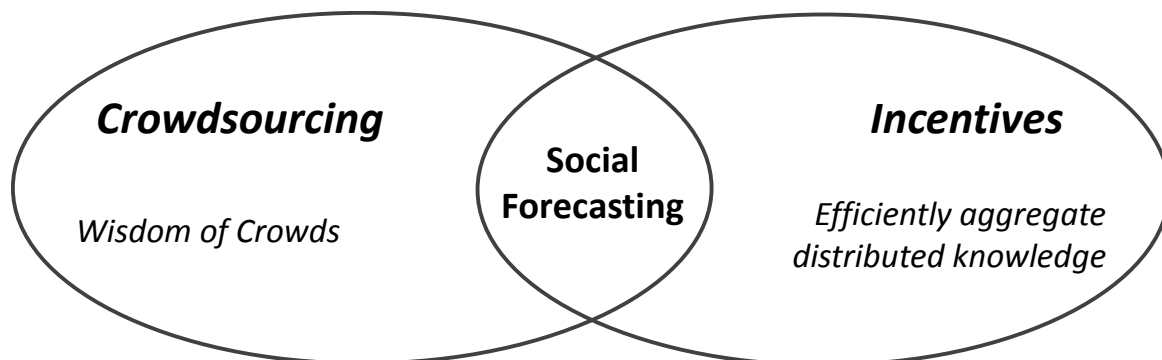 Crowdsourcing
Wisdom of Crowds
Social
Forecasting
Incentives
Efficiently aggregate
distributed knowledge